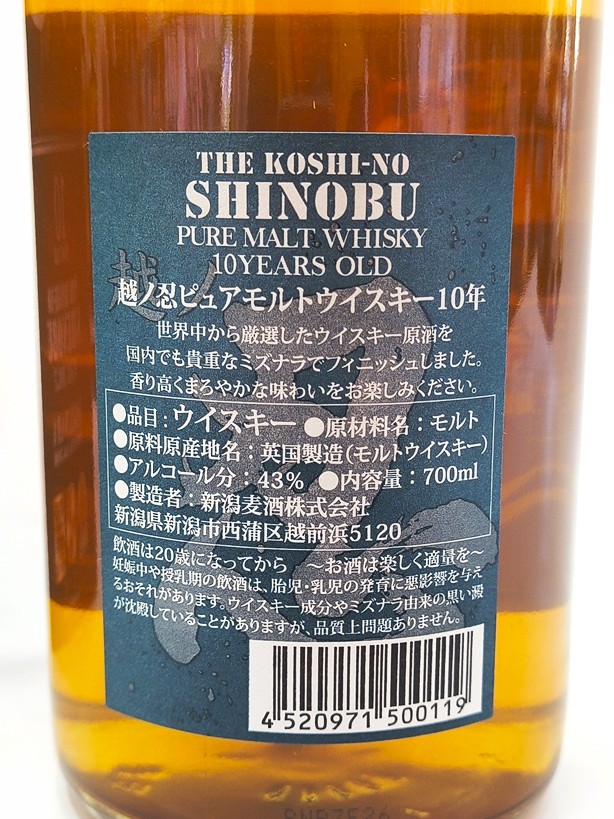 THE KOSHI-NO
SHINOBU
PURE MALT WHISKY
10YEARS OLD
越ノ忍ピュアモルトウイスキー10年
世界中から厳選したウイスキー原酒を
国内でも貴重なミズナラでフィニッシュしました。
香り高くまろやかな味わいをお楽しみください。
●品目：ウイスキー ●原材料名：モルト
●原料原産地名：英国製造(モルトウイスキー)
●アルコール分：43% ●内容量：700ml
●製造者：新潟麦酒株式会社
新潟県新潟市西蒲区越前浜5120
飲酒は20歳になってから ～お酒は楽しく適量を～
妊娠中や授乳期の飲酒は、胎児・乳児の発育に悪影響を与え
るおそれがあります。ウイスキー成分やミズナラ由来の黒い澱
が沈殿していることがありますが、品質上問題ありません。
4 520971 500119